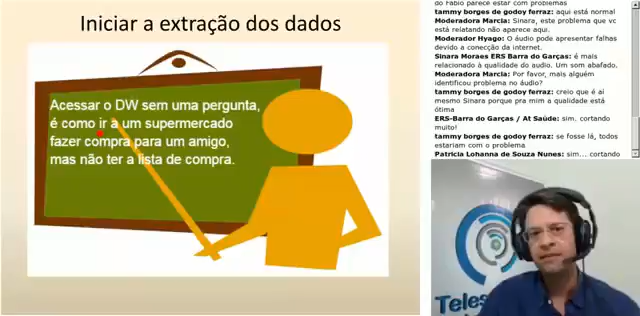 Iniciar a extração dos dados
Acessar o DW sem uma pergunta,
é como ir a um supermercado
fazer compra para um amigo,
mas não ter a lista de compra.
do Fabio parece estar com problemas
tammy borges de godoy ferraz: aqui está normal
Moderadora Marcia: Sinara, este problema que vc
está relatando não aparece aqui.
Moderador Hyago: O áudio pode apresentar falhas
devido a conecção da internet.
Sinara Moraes ERS Barra do Garças: é mais
relacionado à qualidade do audio. Um som abafado.
Moderadora Marcia: Por favor, mais alguém
identificou problema no áudio?
tammy borges de godoy ferraz: creio que é ai
mesmo Sinara porque pra mim a qualidade está
ótima
ERS-Barra do Garças / At Saúde: sim. cortando
muito!
tammy borges de godoy ferraz: se fosse lá, todos
estariam com o problema
Patricia Lohanna de Souza Nunes: sim... cortando
Teles